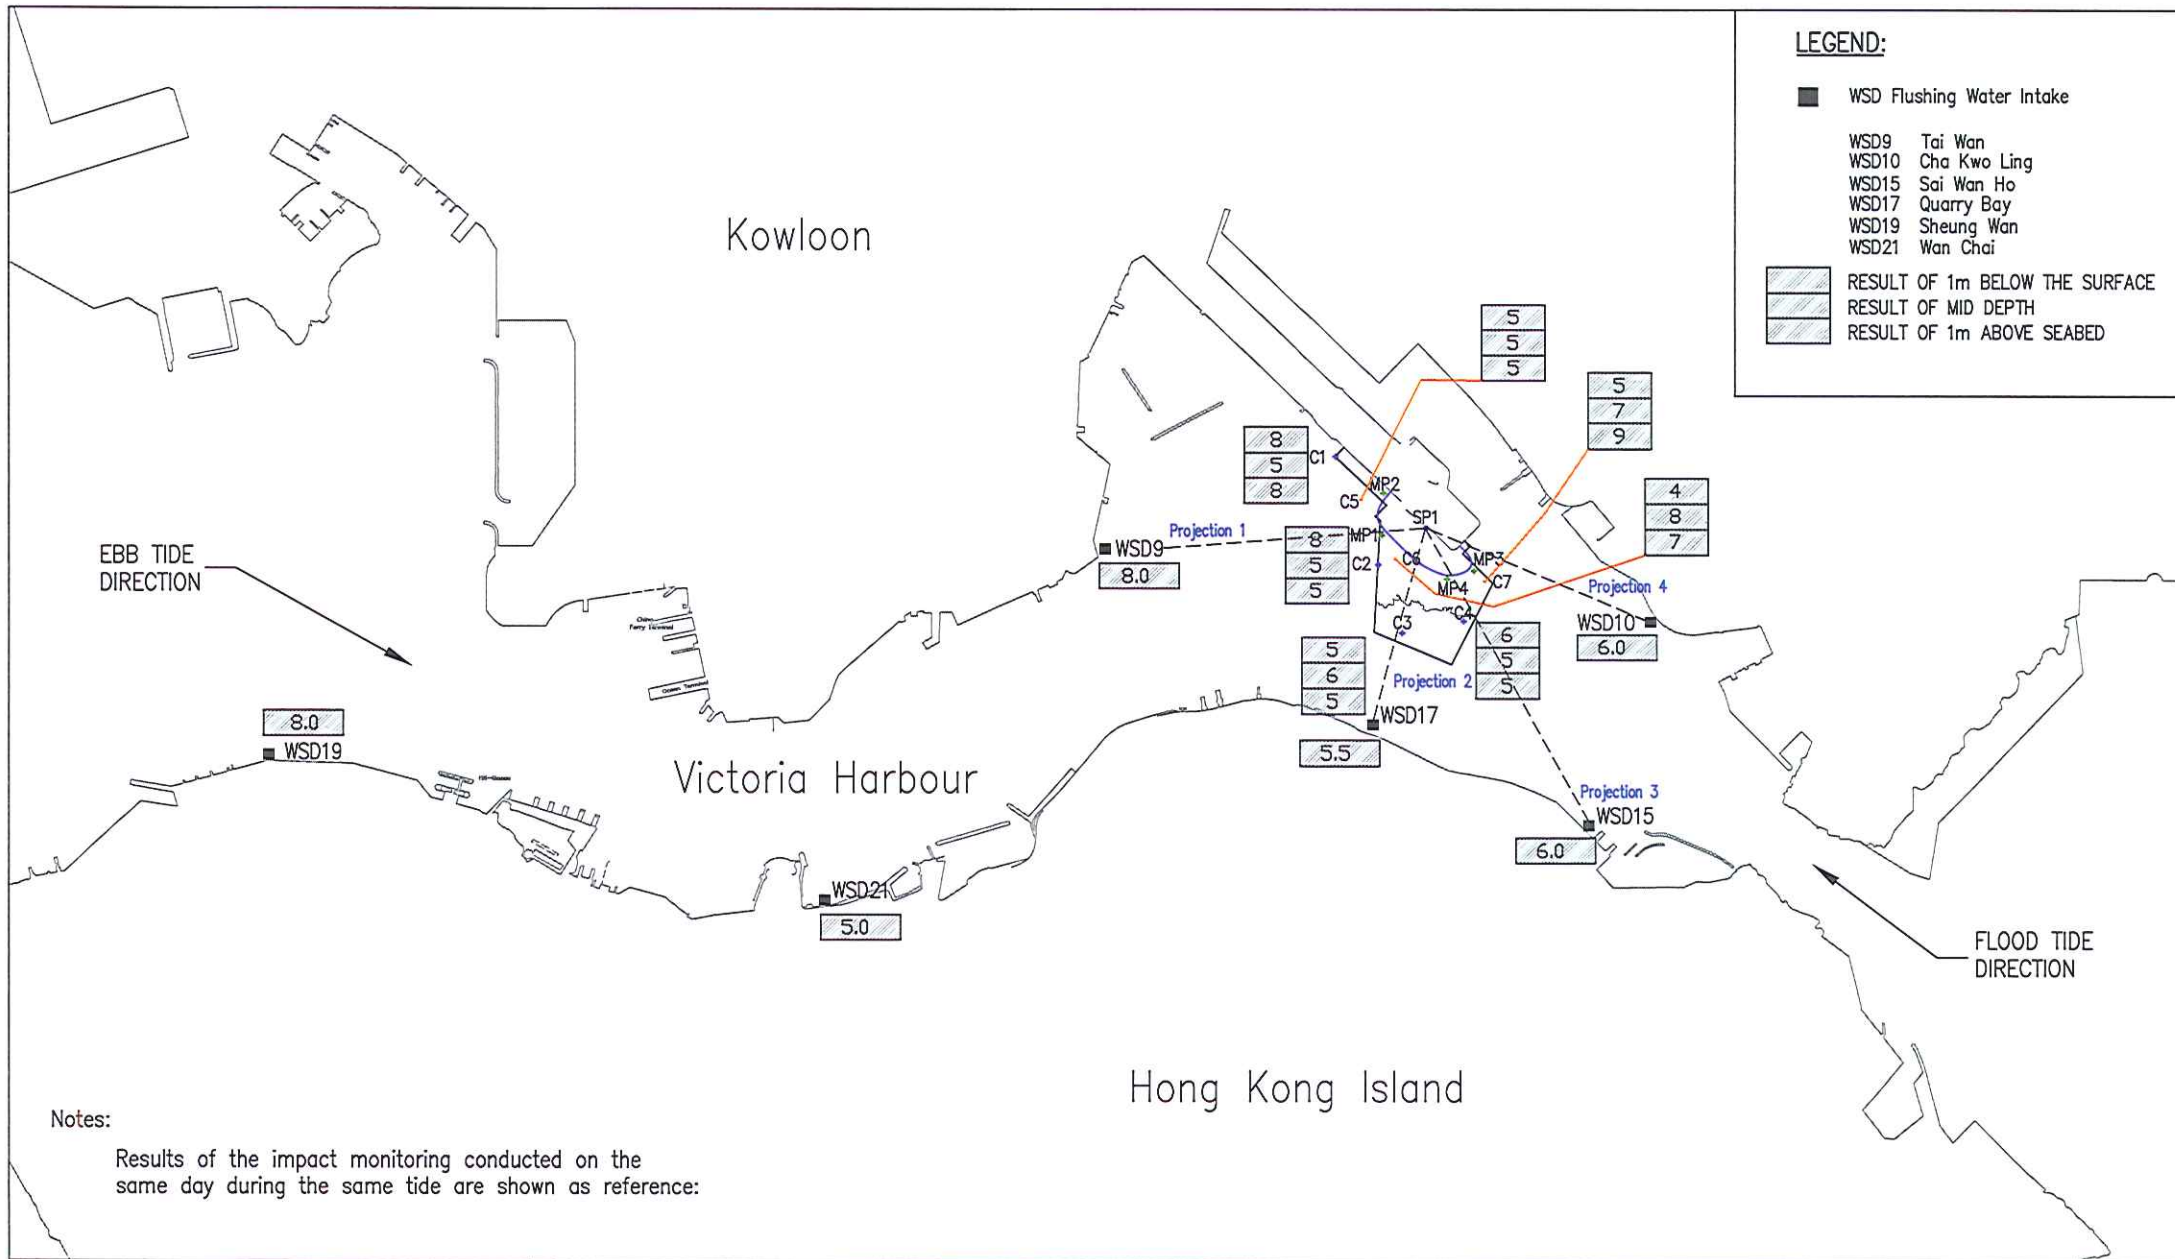 LEGEND:
WSD Flushing Water Intake
WSD9 Tai Wan
WSD10 Cha Kwo Ling
WSD15 Sai Wan Ho
WSD17 Quarry Bay
WSD19 Sheung Wan
WSD21 Wan Chai
RESULT OF 1m BELOW THE SURFACE
RESULT OF MID DEPTH
RESULT OF 1m ABOVE SEABED
Kowloon
5
5
5
5
7
9
8
5
8
C1
4
8
7
MP2
C5
SP1
Projection 1
MP1
8
5
5
WSD9
8.0
C2
C6
MP3
C7
MP4
Projection 4
EBB TIDE
DIRECTION
C3
C4
WSD10
6.0
6
5
5
5
6
5
China
Ferry Terminal
Ocean Terminal
Projection 2
WSD17
5.5
8.0
WSD19
Victoria Harbour
Projection 3
WSD15
6.0
WSD21
5.0
FLOOD TIDE
DIRECTION
Hong Kong Island
Notes:
Results of the impact monitoring conducted on the
same day during the same tide are shown as reference: